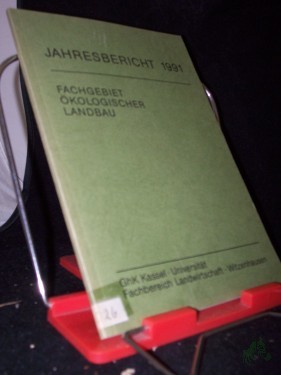 JAHRESBERICHT 1991
FACHGEBIET
ÖKOLOGISCHER
LANDBAU
GhK Kassel · Universität
Fachbereich Landwirtschaft · Witzenhausen
26